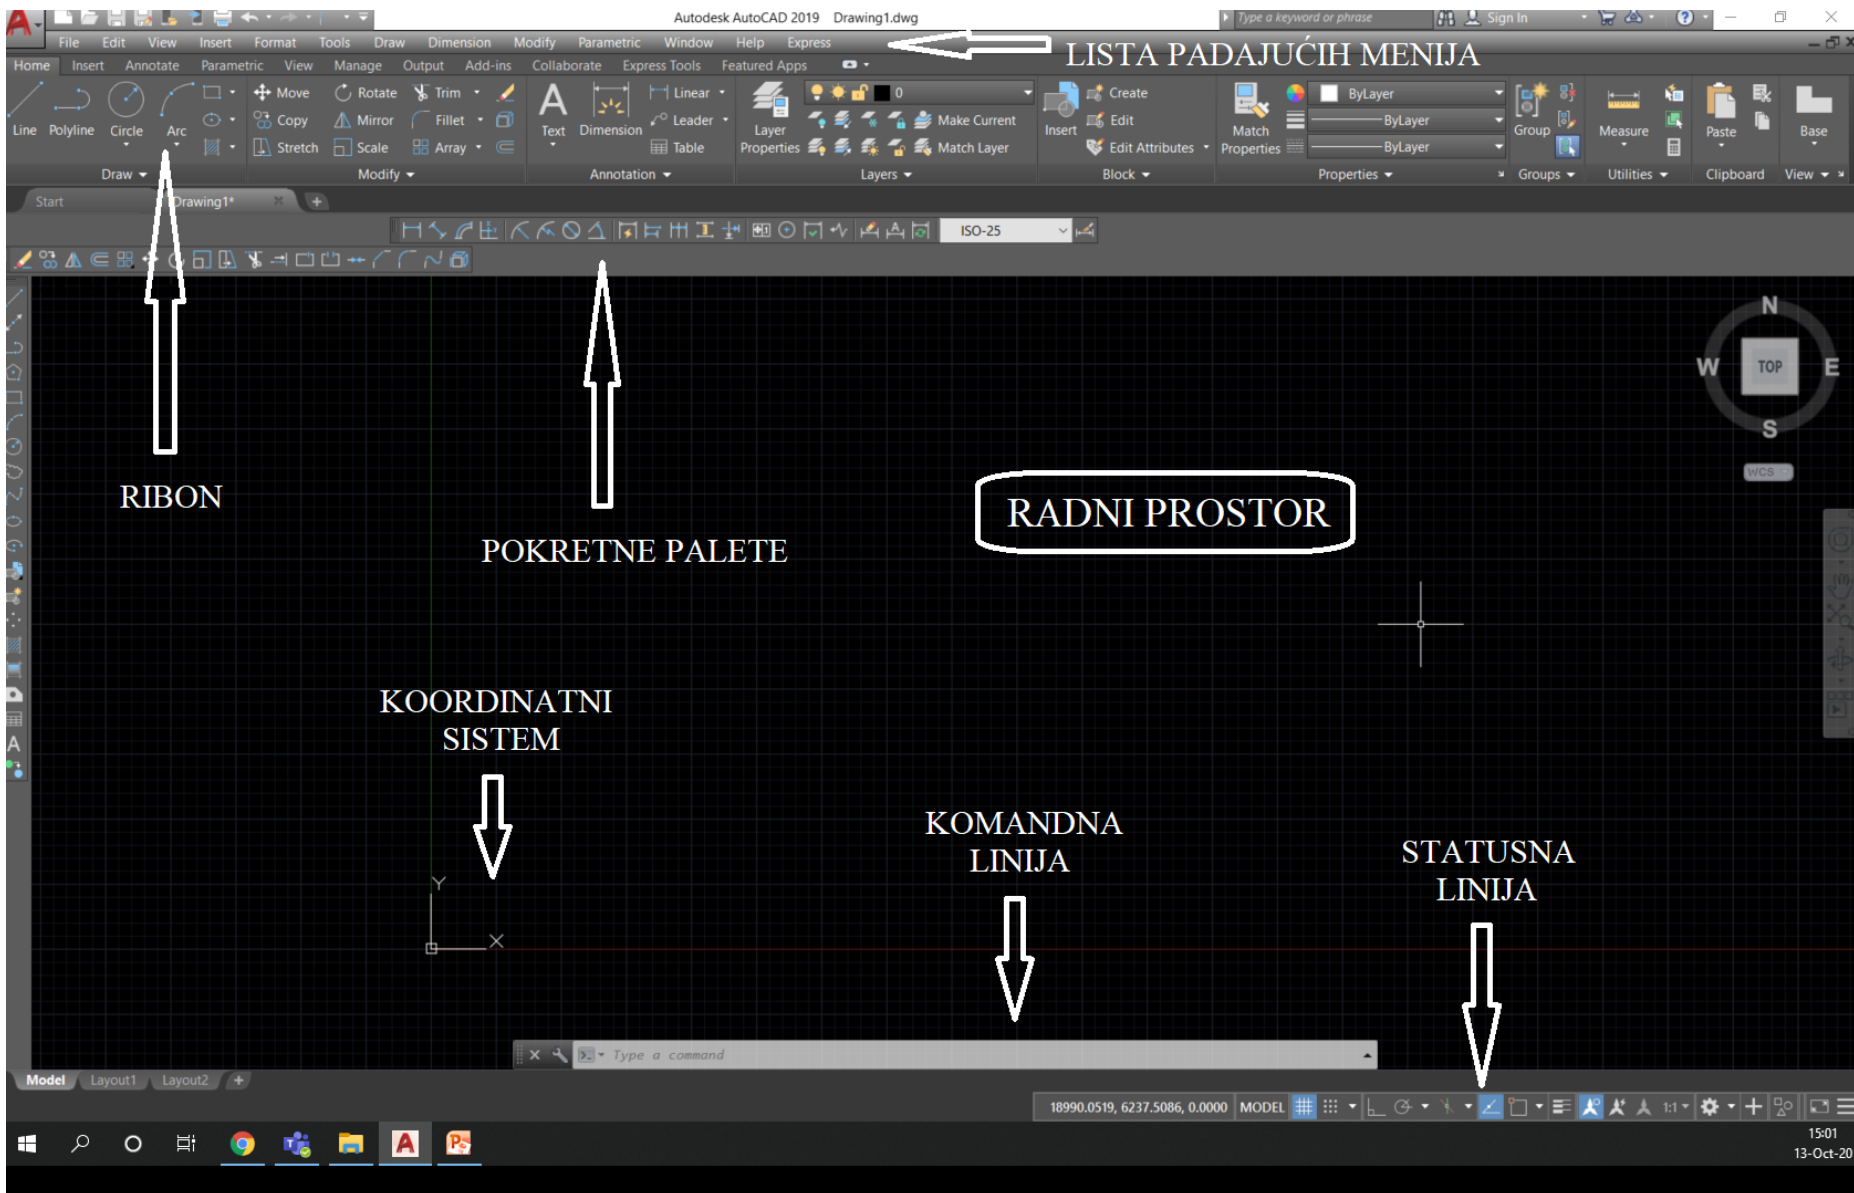 Autodesk AutoCAD 2019 Drawing1.dwg
Type a keyword or phrase
Sign In
File Edit View Insert Format Tools Draw Dimension Modify Parametric Window Help Express
LISTA PADAJUĆIH MENIJA
Home Insert Annotate Parametric View Manage Output Add-ins Collaborate Express Tools Featured Apps
Move Rotate Trim Linear 0 Create ByLayer
Copy Mirror Fillet Leader Make Current Edit ByLayer
Line Polyline Circle Arc Text Dimension Layer Properties Insert Match Properties Group Measure Paste Base
Stretch Scale Array Table Match Layer Edit Attributes ByLayer
Draw Modify Annotation Layers Block Properties Groups Utilities Clipboard View
Start Drawing1*
ISO-25
N
W TOP E
S
WCS
RIBON
POKRETNE PALETE
RADNI PROSTOR
KOORDINATNI
SISTEM
KOMANDNA
LINIJA
STATUSNA
LINIJA
Y
X
Type a command
Model Layout1 Layout2
18990.0519, 6237.5086, 0.0000 MODEL 1:1
15:01
13-Oct-20